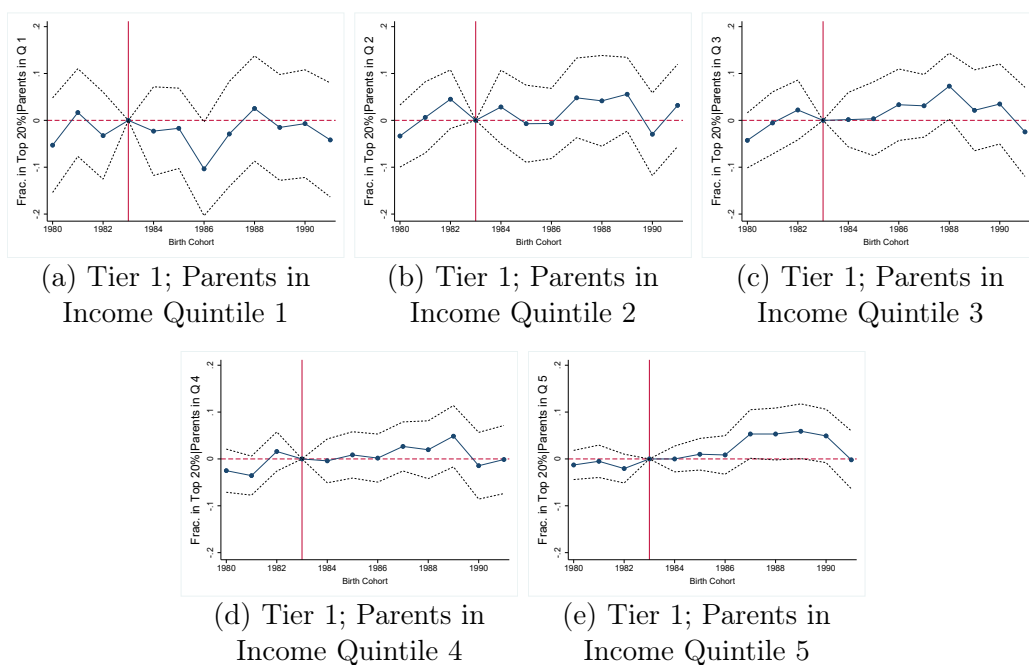 Frac. in Top 20%|Parents in Q 1
.2
.1
0
-.1
-.2
1980 1982 1984 1986 1988 1990
Birth Cohort
(a) Tier 1; Parents in
Income Quintile 1
Frac. in Top 20%|Parents in Q 2
.2
.1
0
-.1
-.2
1980 1982 1984 1986 1988 1990
Birth Cohort
(b) Tier 1; Parents in
Income Quintile 2
Frac. in Top 20%|Parents in Q 3
.2
.1
0
-.1
-.2
1980 1982 1984 1986 1988 1990
Birth Cohort
(c) Tier 1; Parents in
Income Quintile 3
Frac. in Top 20%|Parents in Q 4
.2
.1
0
-.1
-.2
1980 1982 1984 1986 1988 1990
Birth Cohort
(d) Tier 1; Parents in
Income Quintile 4
Frac. in Top 20%|Parents in Q 5
.2
.1
0
-.1
-.2
1980 1982 1984 1986 1988 1990
Birth Cohort
(e) Tier 1; Parents in
Income Quintile 5